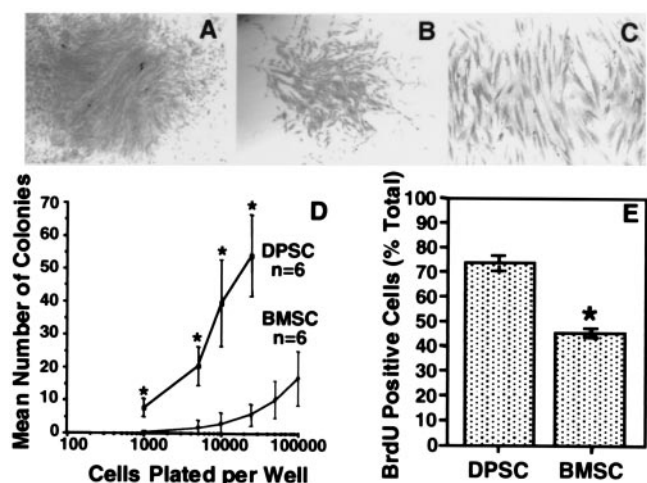 A
B
C
D
Mean Number of Colonies
70
60
50
40
30
20
10
0
100
1000
10000
100000
Cells Plated per Well
*
*
*
*
DPSC
n=6
BMSC
n=6
E
BrdU Positive Cells (% Total)
100
90
80
70
60
50
40
30
20
10
0
*
DPSC
BMSC